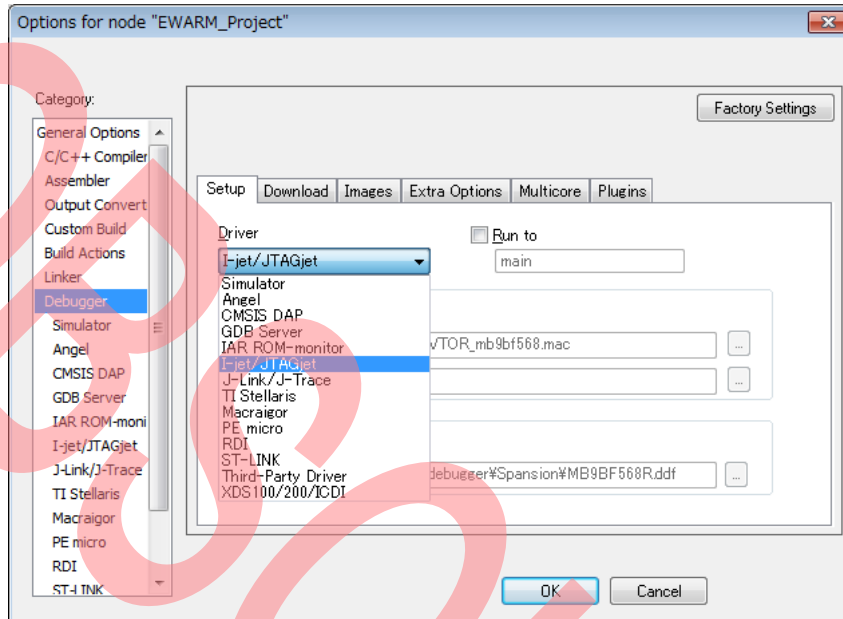 Options for node "EWARM_Project"
Category:
General Options
C/C++ Compiler
Assembler
Output Convert
Custom Build
Build Actions
Linker
Debugger
Simulator
Angel
CMSIS DAP
GDB Server
IAR ROM-moni
I-jet/JTAGjet
J-Link/J-Trace
TI Stellaris
Macraigor
PE micro
RDI
ST-LINK
Factory Settings
Setup Download Images Extra Options Multicore Plugins
Driver
Run to
I-jet/JTAGjet
main
Simulator
Angel
CMSIS DAP
GDB Server
IAR ROM-monitor
I-jet/JTAGjet
J-Link/J-Trace
TI Stellaris
Macraigor
PE micro
RDI
ST-LINK
Third-Party Driver
XDS100/200/ICDI
VTOR_mb9bf568.mac
...
...
debugger¥Spansion¥MB9BF568R.ddf
...
OK Cancel